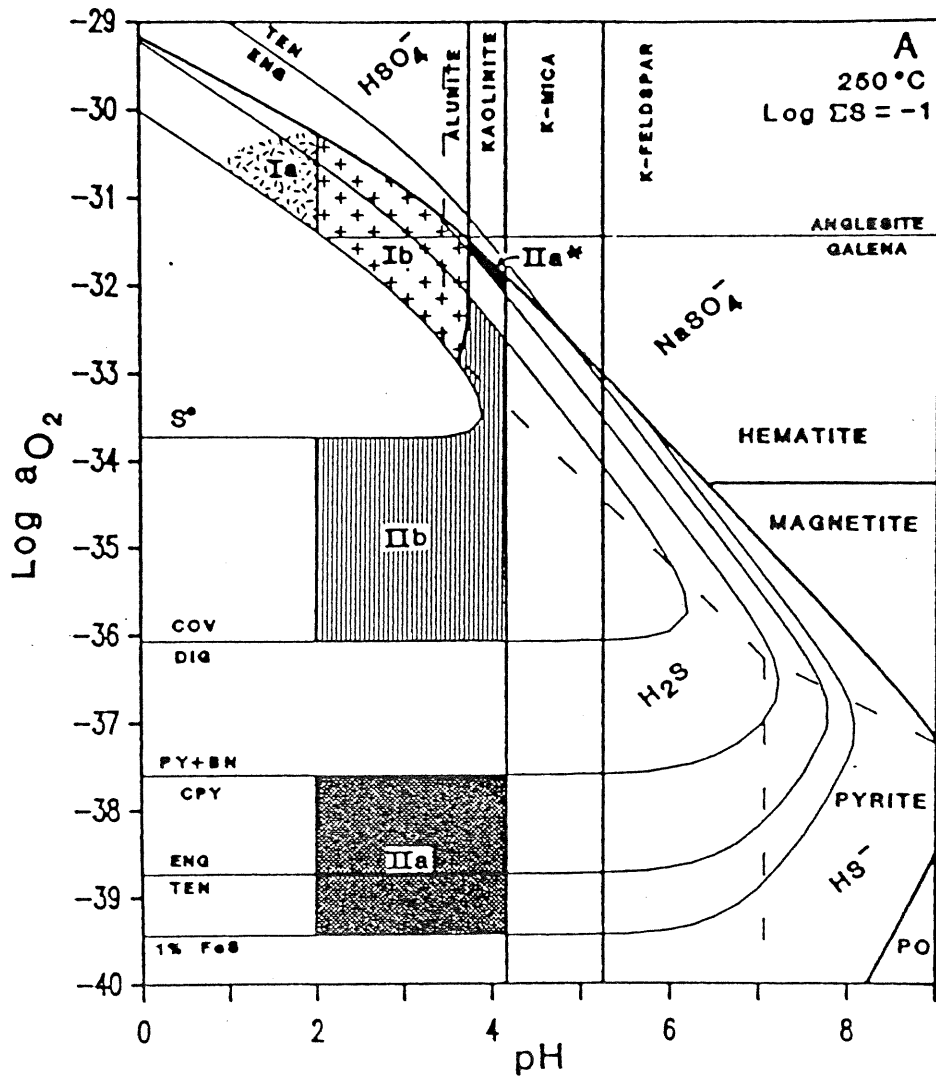 A
250°C
Log ΣS = -1
TEN
ENG
HSO₄⁻
ALUNITE
KAOLINITE
K-MICA
K-FELDSPAR
ANGLESITE
GALENA
Ia
Ib
IIa*
NaSO₄⁻
HEMATITE
MAGNETITE
S°
IIb
COV
DIG
H₂S
PY+BN
CPY
PYRITE
IIa
ENG
TEN
HS⁻
1% FeS
PO
Log aO₂
-29
-30
-31
-32
-33
-34
-35
-36
-37
-38
-39
-40
0 2 4 6 8
pH